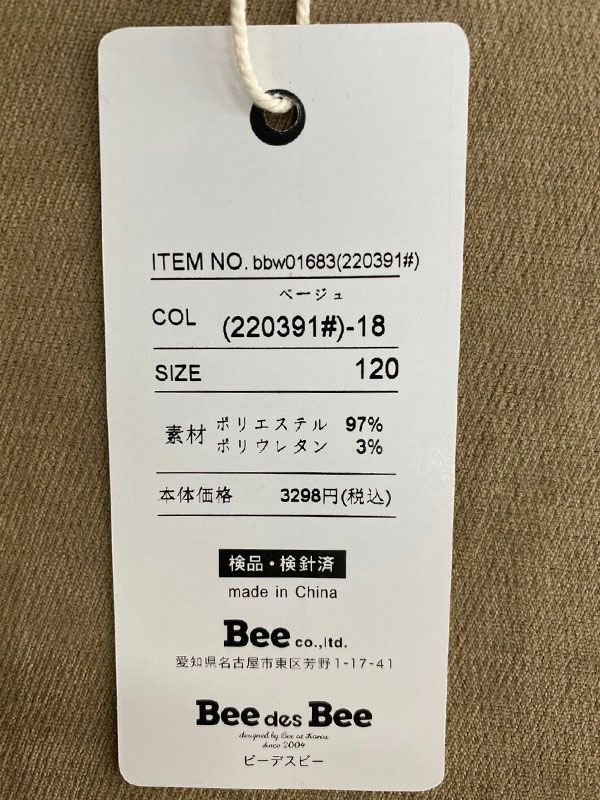 ITEM NO. bbw01683(220391#)
ベージュ
COL (220391#)-18
SIZE 120
素材 ポリエステル 97%
ポリウレタン 3%
本体価格 3298円(税込)
検品・検針済
made in China
Bee co.,ltd.
愛知県名古屋市東区芳野1-17-41
Bee des Bee
designed by Bee at Korea
since 2004
ビーデスビー